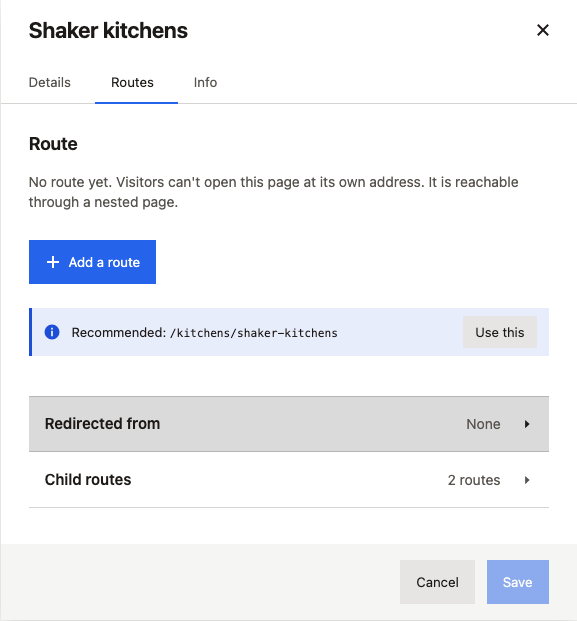 Shaker kitchens
Details
Routes
Info
Route
No route yet. Visitors can't open this page at its own address. It is reachable
through a nested page.
Add a route
Recommended: /kitchens/shaker-kitchens
Use this
Redirected from
None
Child routes
2 routes
Cancel
Save